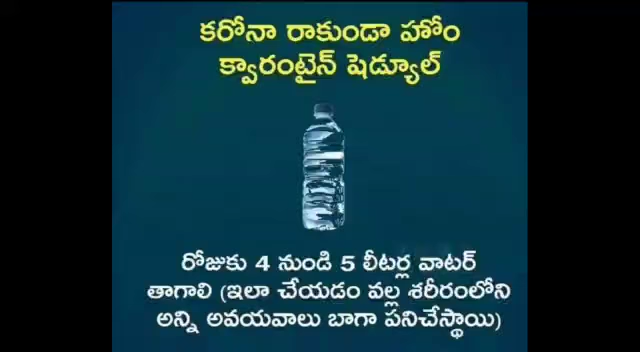 కరోనా రాకుండా హోం
క్వారంటైన్ షెడ్యూల్
రోజుకు 4 నుండి 5 లీటర్ల వాటర్
తాగాలి (ఇలా చేయడం వల్ల శరీరంలోని
అన్ని అవయవాలు బాగా పనిచేస్తాయి)